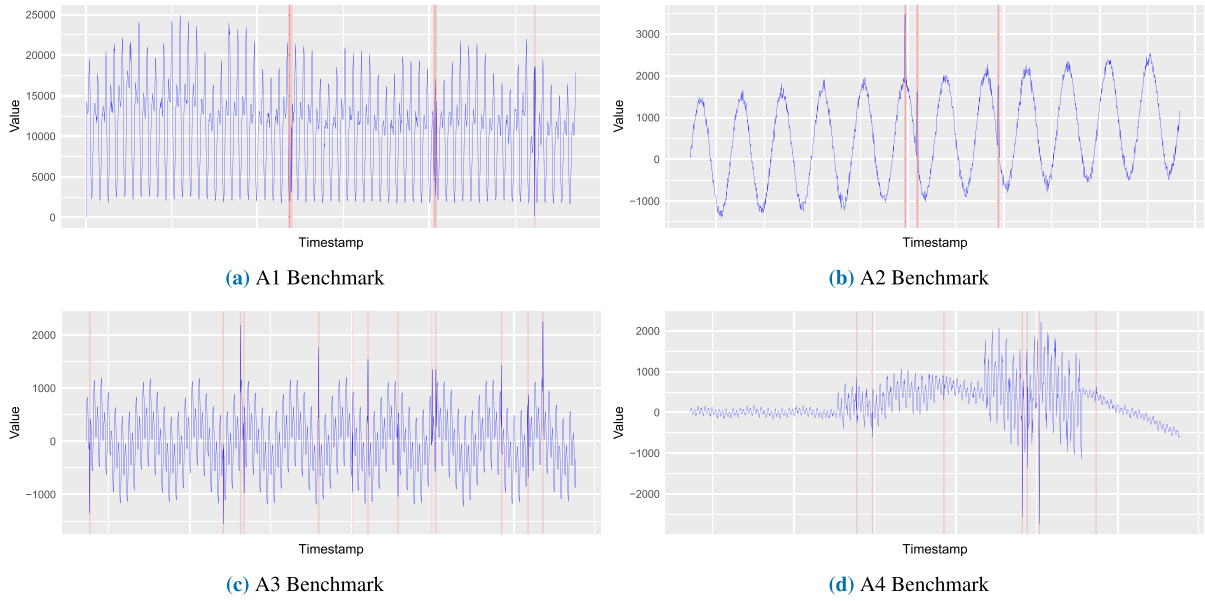 25000
20000
15000
10000
5000
0
Value
Timestamp
(a) A1 Benchmark
3000
2000
1000
0
−1000
Value
Timestamp
(b) A2 Benchmark
2000
1000
0
−1000
Value
Timestamp
(c) A3 Benchmark
2000
1000
0
−1000
−2000
Value
Timestamp
(d) A4 Benchmark